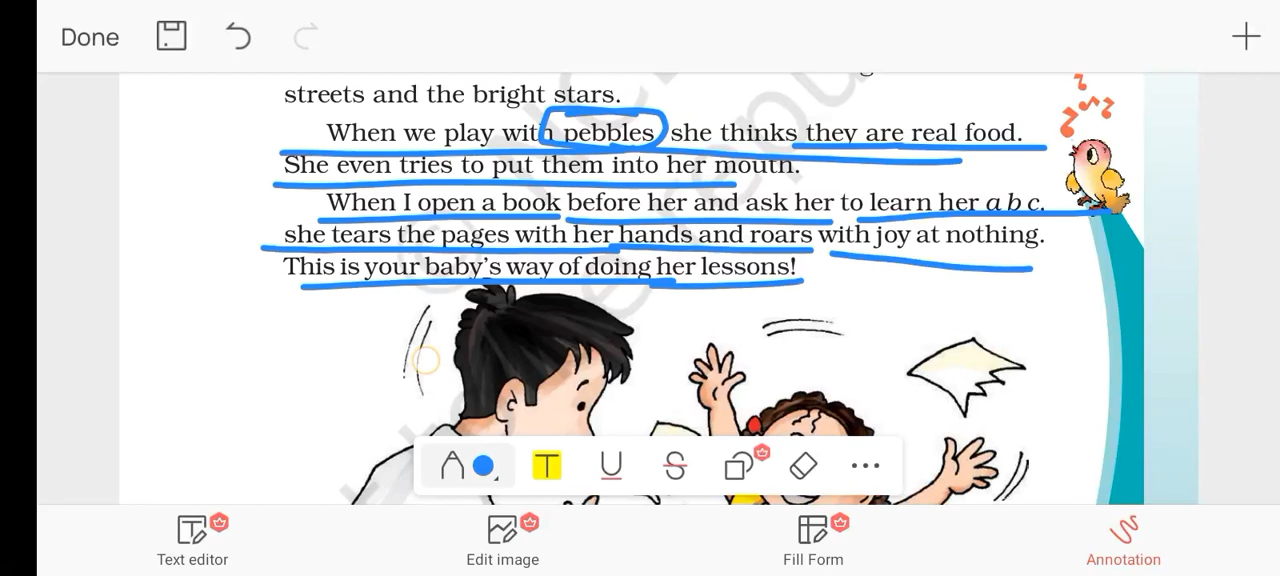 Done
streets and the bright stars.
When we play with pebbles she thinks they are real food.
She even tries to put them into her mouth.
When I open a book before her and ask her to learn her a b c,
she tears the pages with her hands and roars with joy at nothing.
This is your baby's way of doing her lessons!
T U S
Text editor
Edit image
Fill Form
Annotation